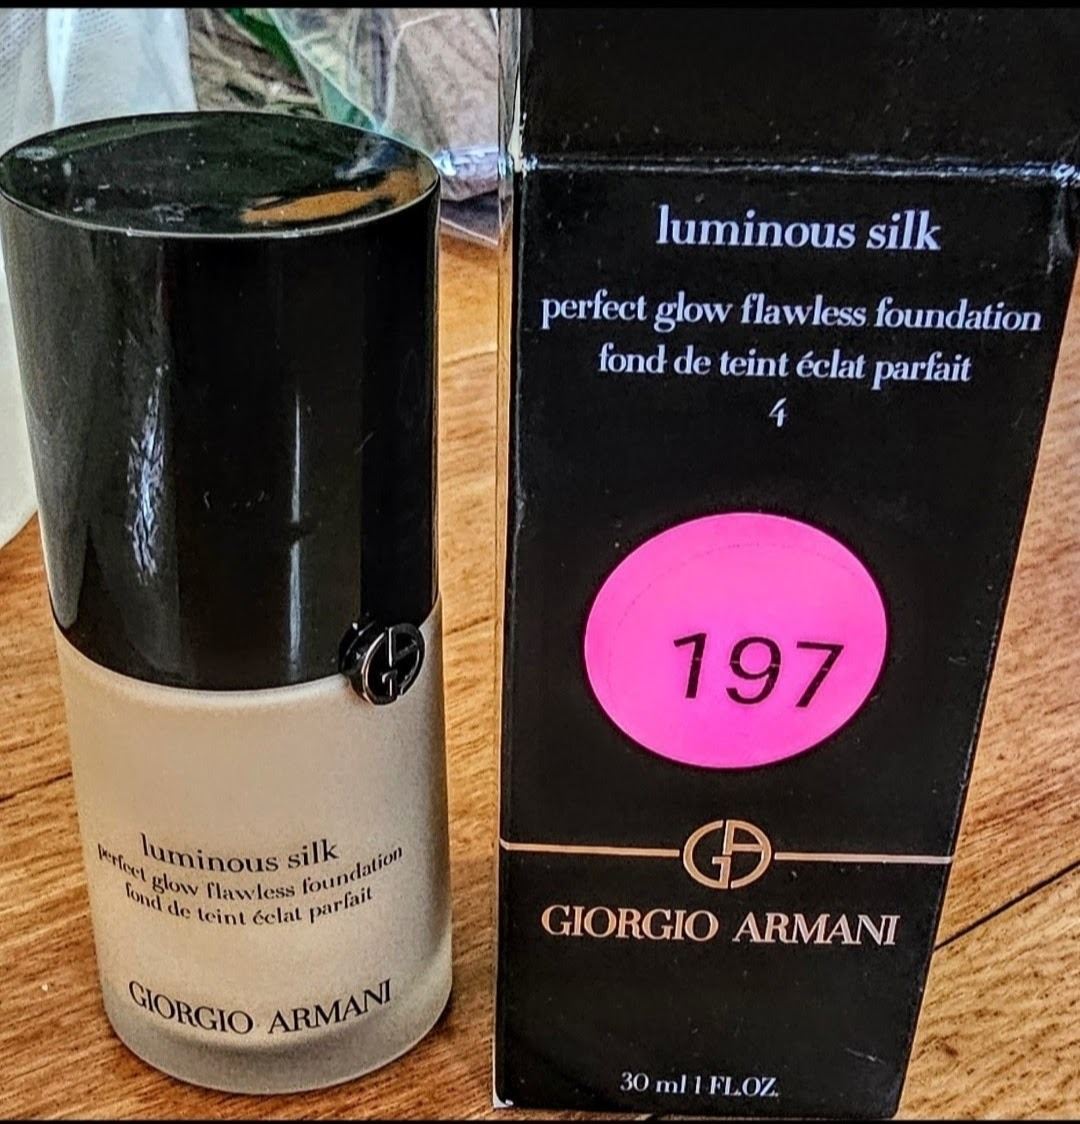 luminous silk
perfect glow flawless foundation
fond de teint éclat parfait
GIORGIO ARMANI
luminous silk
perfect glow flawless foundation
fond de teint éclat parfait
4
197
GIORGIO ARMANI
30 ml 1 FL.OZ.